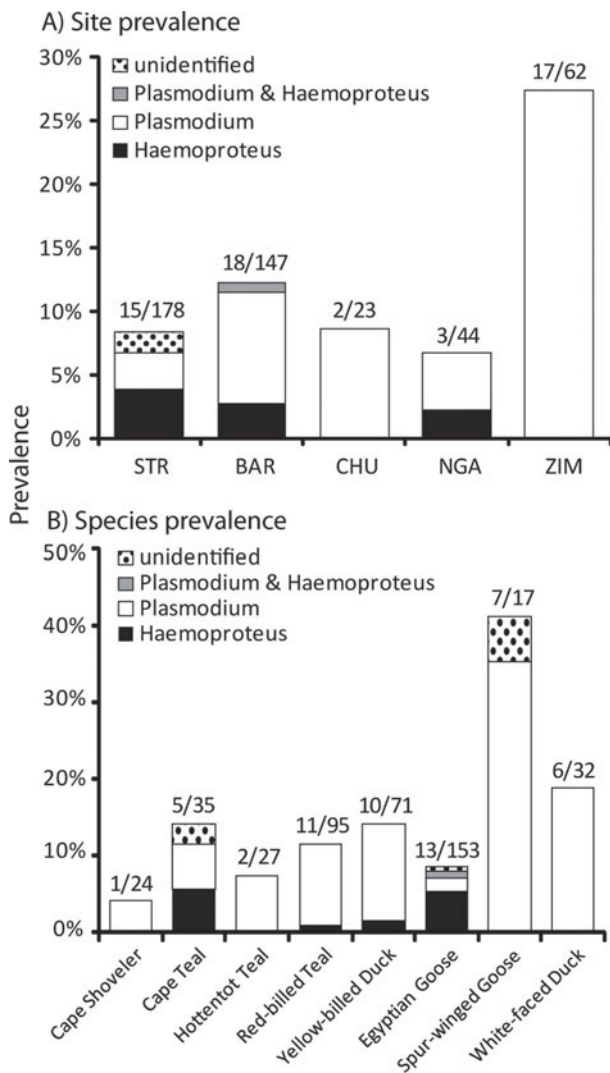 A) Site prevalence
30%
25%
20%
15%
10%
5%
0%
unidentified
Plasmodium & Haemoproteus
Plasmodium
Haemoproteus
15/178
18/147
2/23
3/44
17/62
STR
BAR
CHU
NGA
ZIM
Prevalence
B) Species prevalence
50%
40%
30%
20%
10%
0%
unidentified
Plasmodium & Haemoproteus
Plasmodium
Haemoproteus
1/24
5/35
2/27
11/95
10/71
13/153
7/17
6/32
Cape Shoveler
Cape Teal
Hottentot Teal
Red-billed Teal
Yellow-billed Duck
Egyptian Goose
Spur-winged Goose
White-faced Duck